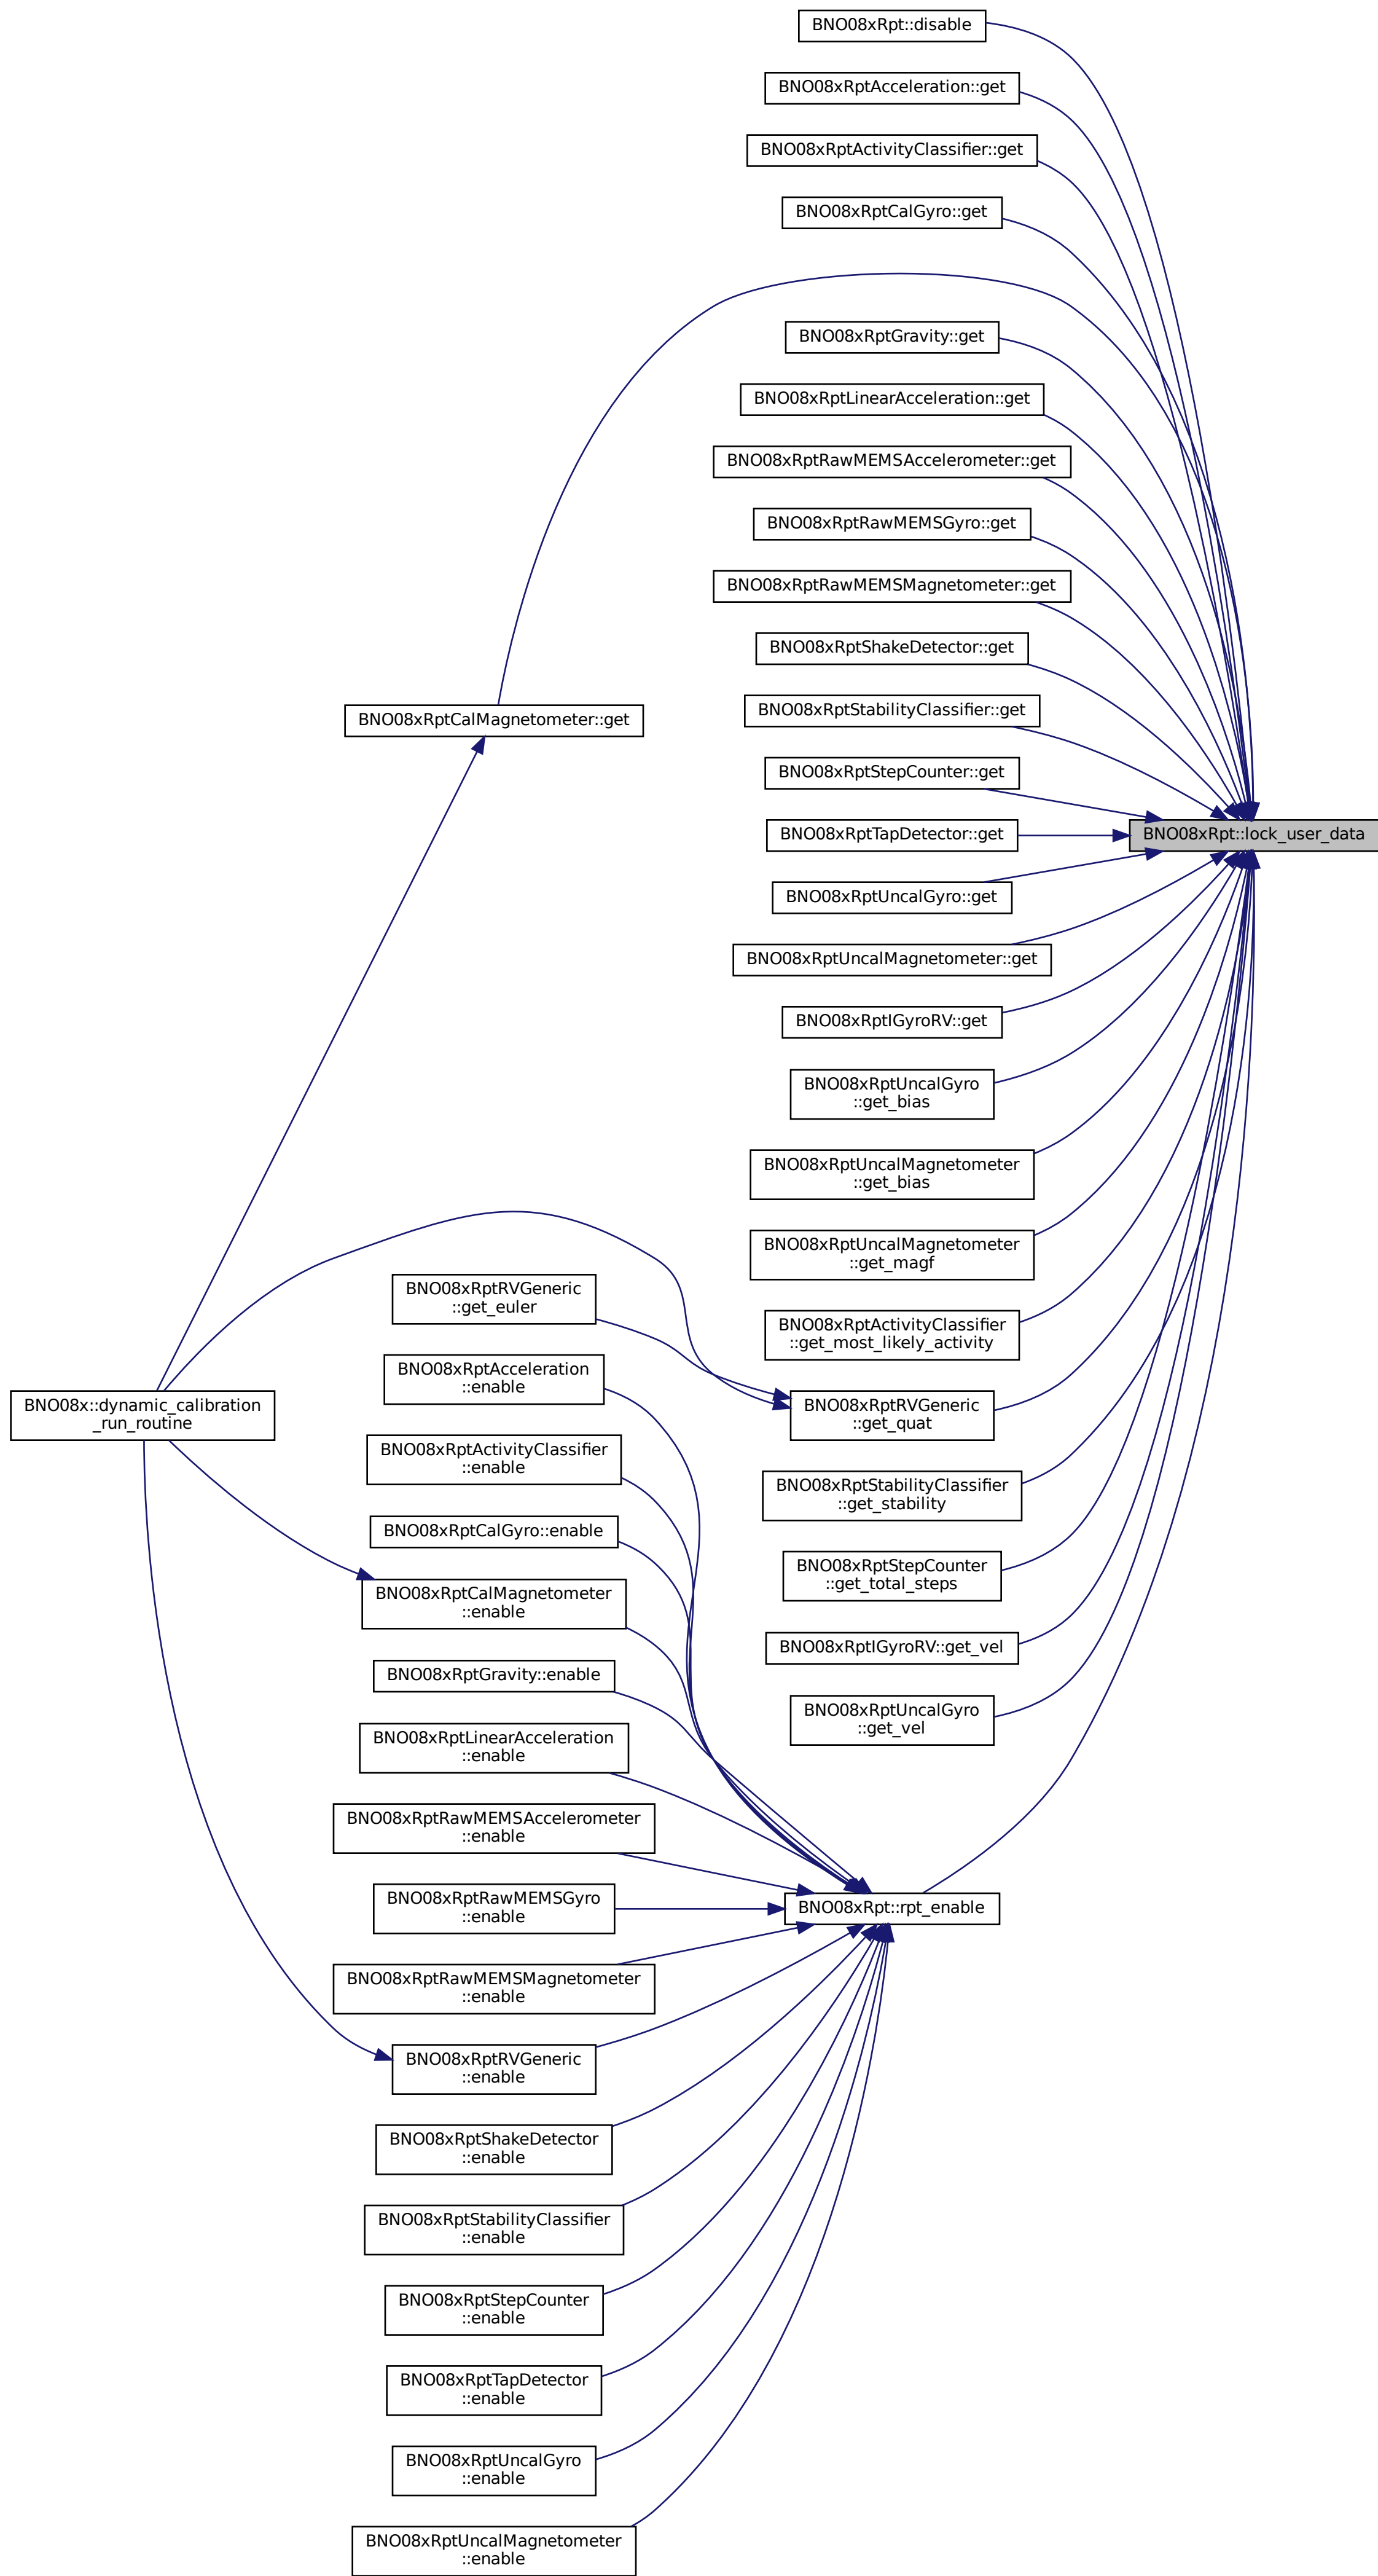 BNO08xRpt::disable
BNO08xRptAcceleration::get
BNO08xRptActivityClassifier::get
BNO08xRptCalGyro::get
BNO08xRptGravity::get
BNO08xRptLinearAcceleration::get
BNO08xRptRawMEMSAccelerometer::get
BNO08xRptRawMEMSGyro::get
BNO08xRptRawMEMSMagnetometer::get
BNO08xRptShakeDetector::get
BNO08xRptStabilityClassifier::get
BNO08xRptCalMagnetometer::get
BNO08xRptStepCounter::get
BNO08xRptTapDetector::get
BNO08xRpt::lock_user_data
BNO08xRptUncalGyro::get
BNO08xRptUncalMagnetometer::get
BNO08xRptIGyroRV::get
BNO08xRptUncalGyro
::get_bias
BNO08xRptUncalMagnetometer
::get_bias
BNO08xRptUncalMagnetometer
::get_magf
BNO08xRptRVGeneric
::get_euler
BNO08xRptActivityClassifier
::get_most_likely_activity
BNO08xRptAcceleration
::enable
BNO08x::dynamic_calibration
_run_routine
BNO08xRptRVGeneric
::get_quat
BNO08xRptActivityClassifier
::enable
BNO08xRptStabilityClassifier
::get_stability
BNO08xRptCalGyro::enable
BNO08xRptStepCounter
::get_total_steps
BNO08xRptCalMagnetometer
::enable
BNO08xRptIGyroRV::get_vel
BNO08xRptGravity::enable
BNO08xRptUncalGyro
::get_vel
BNO08xRptLinearAcceleration
::enable
BNO08xRptRawMEMSAccelerometer
::enable
BNO08xRptRawMEMSGyro
::enable
BNO08xRpt::rpt_enable
BNO08xRptRawMEMSMagnetometer
::enable
BNO08xRptRVGeneric
::enable
BNO08xRptShakeDetector
::enable
BNO08xRptStabilityClassifier
::enable
BNO08xRptStepCounter
::enable
BNO08xRptTapDetector
::enable
BNO08xRptUncalGyro
::enable
BNO08xRptUncalMagnetometer
::enable